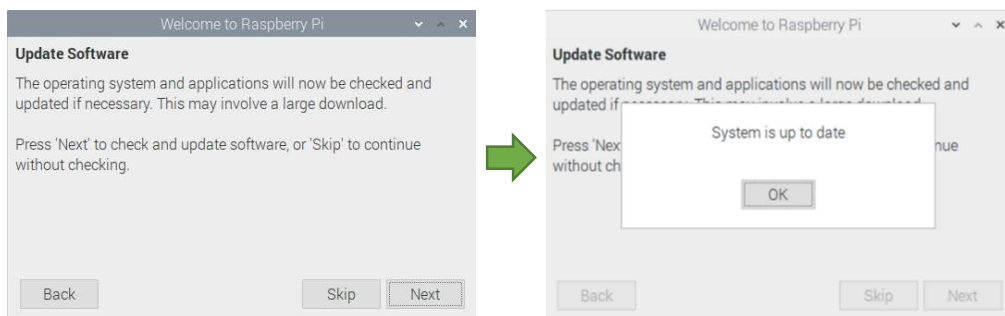 Welcome to Raspberry Pi
Update Software
The operating system and applications will now be checked and
updated if necessary. This may involve a large download.
Press 'Next' to check and update software, or 'Skip' to continue
without checking.
Back
Skip
Next
Welcome to Raspberry Pi
Update Software
The operating system and applications will now be checked and
updated if
Press 'Nex
nue
without ch
System is up to date
OK
Back
Skip
Next